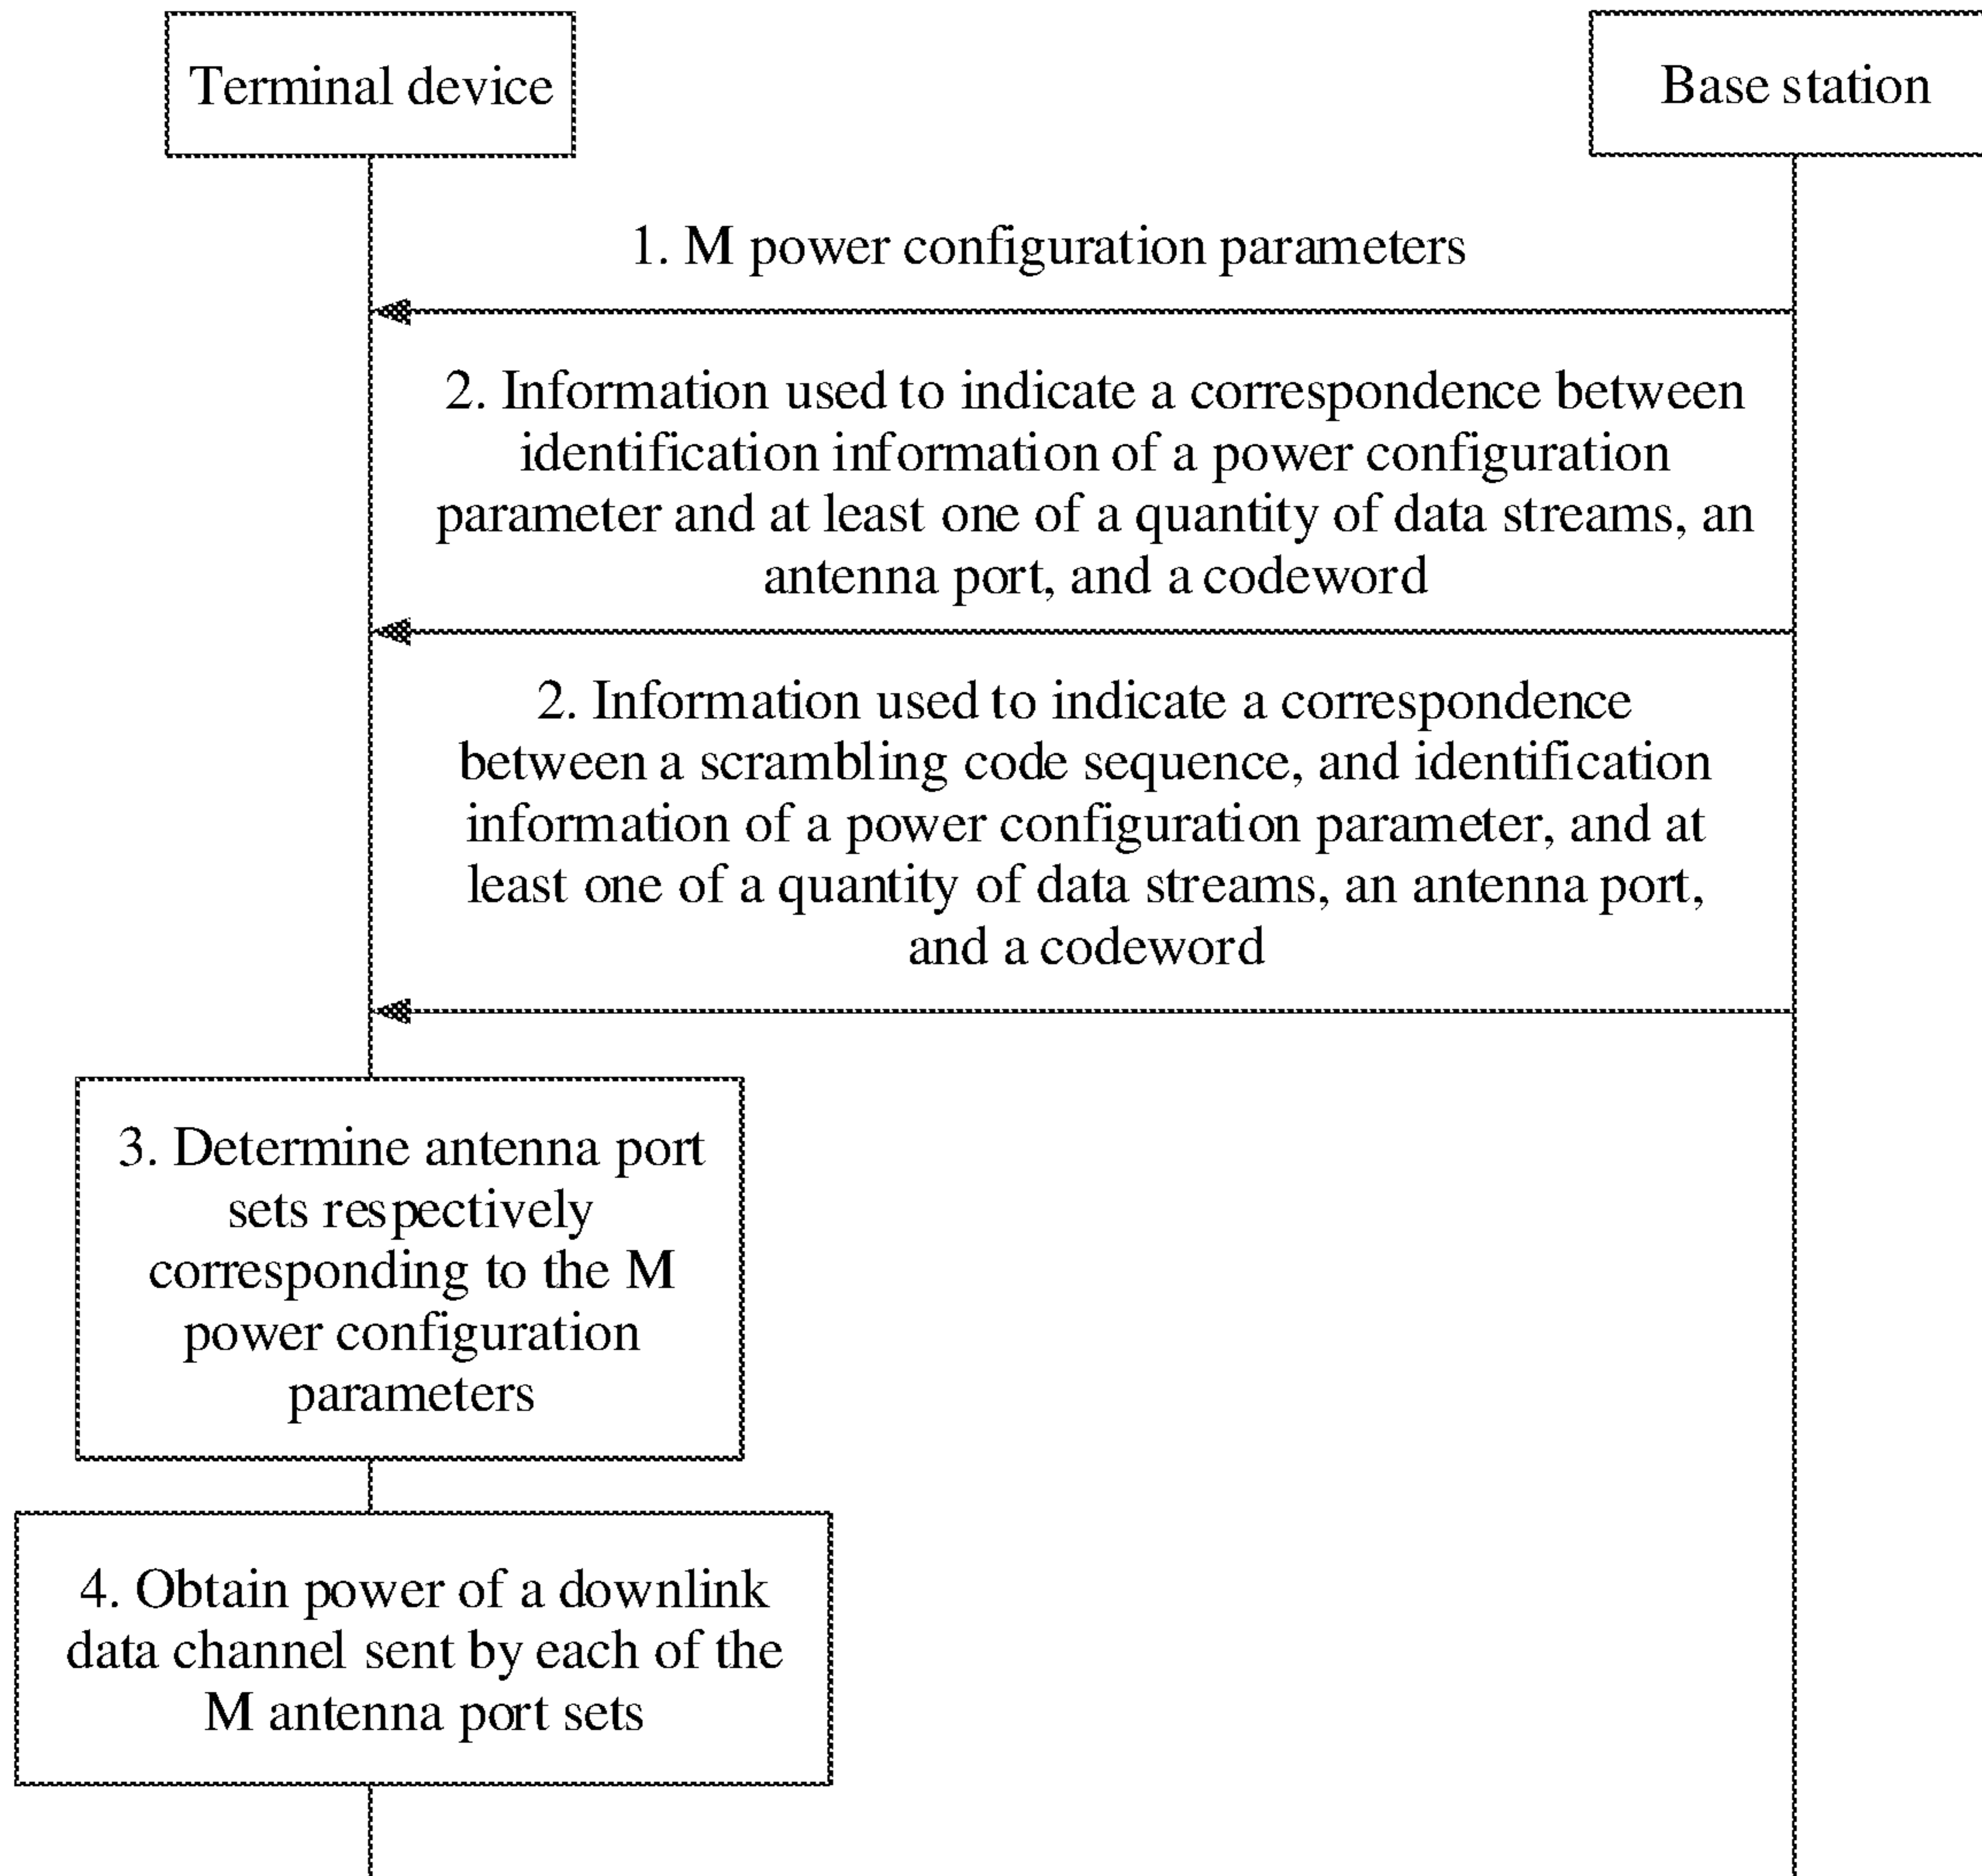 Terminal device
Base station
1. M power configuration parameters
2. Information used to indicate a correspondence between
identification information of a power configuration
parameter and at least one of a quantity of data streams, an
antenna port, and a codeword
2. Information used to indicate a correspondence
between a scrambling code sequence, and identification
information of a power configuration parameter, and at
least one of a quantity of data streams, an antenna port,
and a codeword
3. Determine antenna port
sets respectively
corresponding to the M
power configuration
parameters
4. Obtain power of a downlink
data channel sent by each of the
M antenna port sets